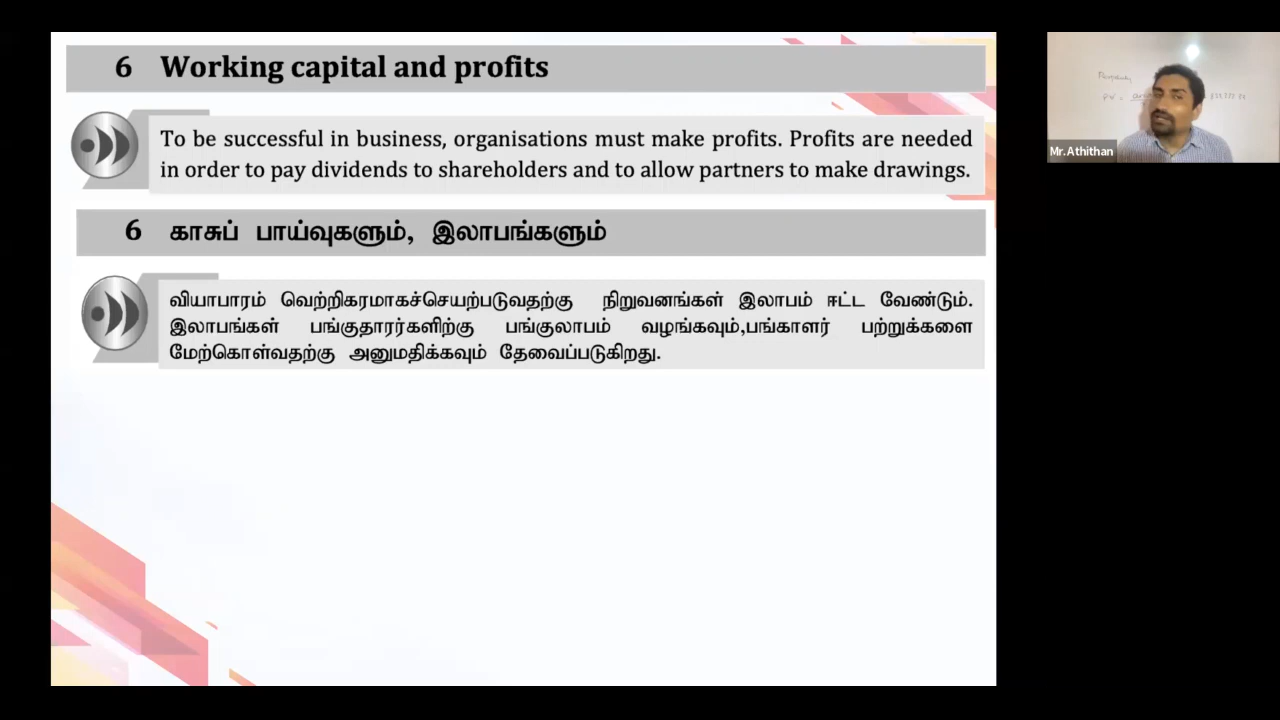 6 Working capital and profits
To be successful in business, organisations must make profits. Profits are needed
in order to pay dividends to shareholders and to allow partners to make drawings.
6 காசுப் பாய்வுகளும், இலாபங்களும்
வியாபாரம் வெற்றிகரமாகச்செயற்படுவதற்கு நிறுவனங்கள் இலாபம் ஈட்ட வேண்டும்.
இலாபங்கள் பங்குதாரர்களிற்கு பங்குலாபம் வழங்கவும்,பங்காளர் பற்றுக்களை
மேற்கொள்வதற்கு அனுமதிக்கவும் தேவைப்படுகிறது.
Mr.Athithan